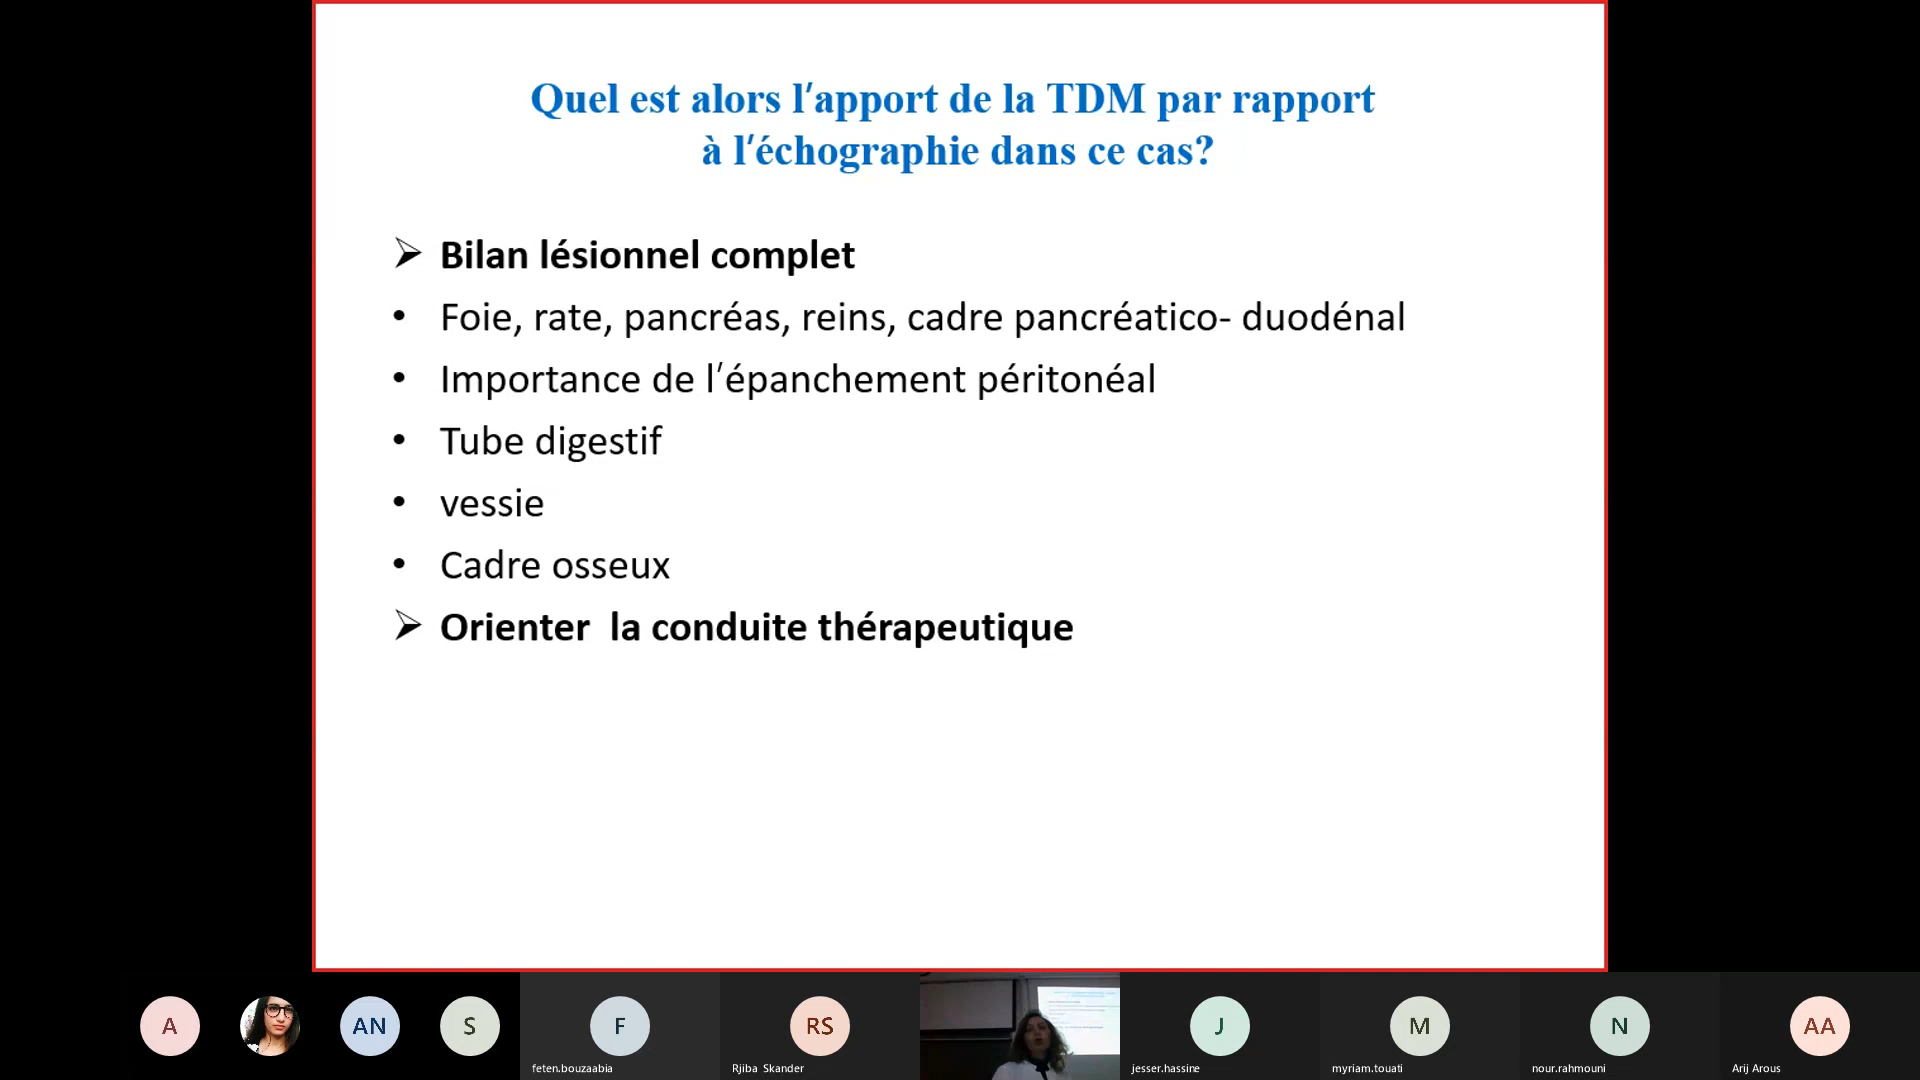 Quel est alors l'apport de la TDM par rapport
à l'échographie dans ce cas?
➢ Bilan lésionnel complet
• Foie, rate, pancréas, reins, cadre pancréatico- duodénal
• Importance de l'épanchement péritonéal
• Tube digestif
• vessie
• Cadre osseux
➢ Orienter la conduite thérapeutique
A
AN
S
F
RS
J
M
N
AA
feten.bouzaabia
Rjiba Skander
jesser.hassine
myriam.touati
nour.rahmouni
Arij Arous